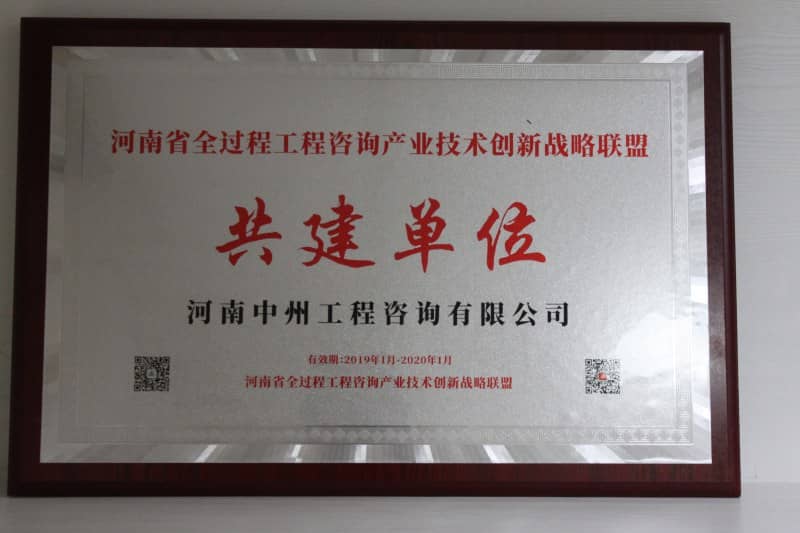 河南省全过程工程咨询产业技术创新战略联盟
共建单位
河南中州工程咨询有限公司
有效期:2019年1月-2020年1月
河南省全过程工程咨询产业技术创新战略联盟